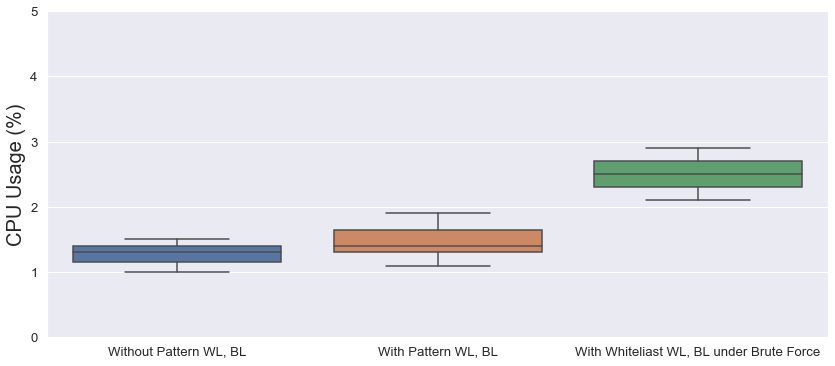 CPU Usage (%)
5
4
3
2
1
0
Without Pattern WL, BL
With Pattern WL, BL
With Whiteliast WL, BL under Brute Force